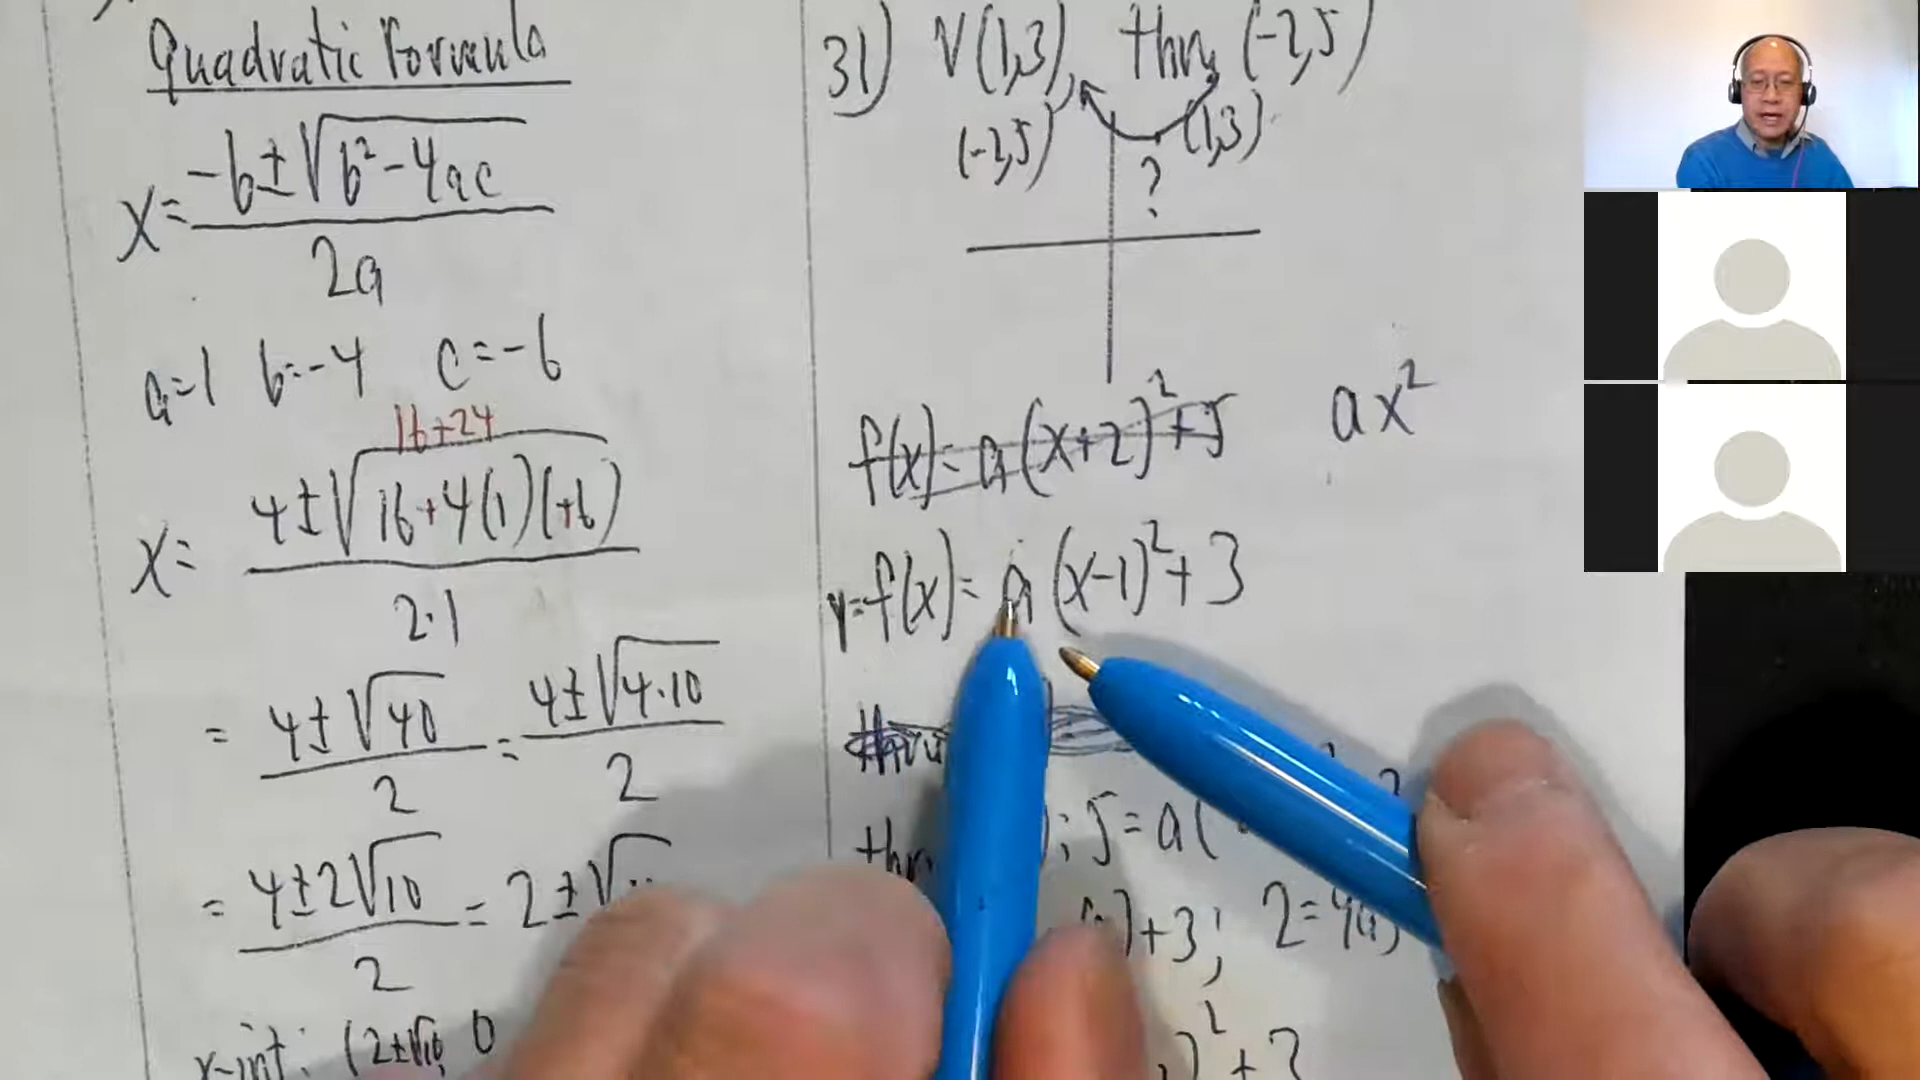 Quadratic Formula
x = -b ± √(b² - 4ac) / 2a
a=1 b=-4 c=-6
16+24
x = 4 ± √(16+4(1)(+6)) / 2·1
= 4 ± √40 / 2 = 4 ± √4·10 / 2
= 4 ± 2√10 / 2 = 2 ± √
x-int: (2±√10, 0
31) V(1,3), thru (-2,5)
(-2,5) (1,3)
?
f(x) = a(x+2)² + 5 ax²
y = f(x) = a(x-1)² + 3
thru
thru ); 5 = a(
)+3; 2 =
)² + 3